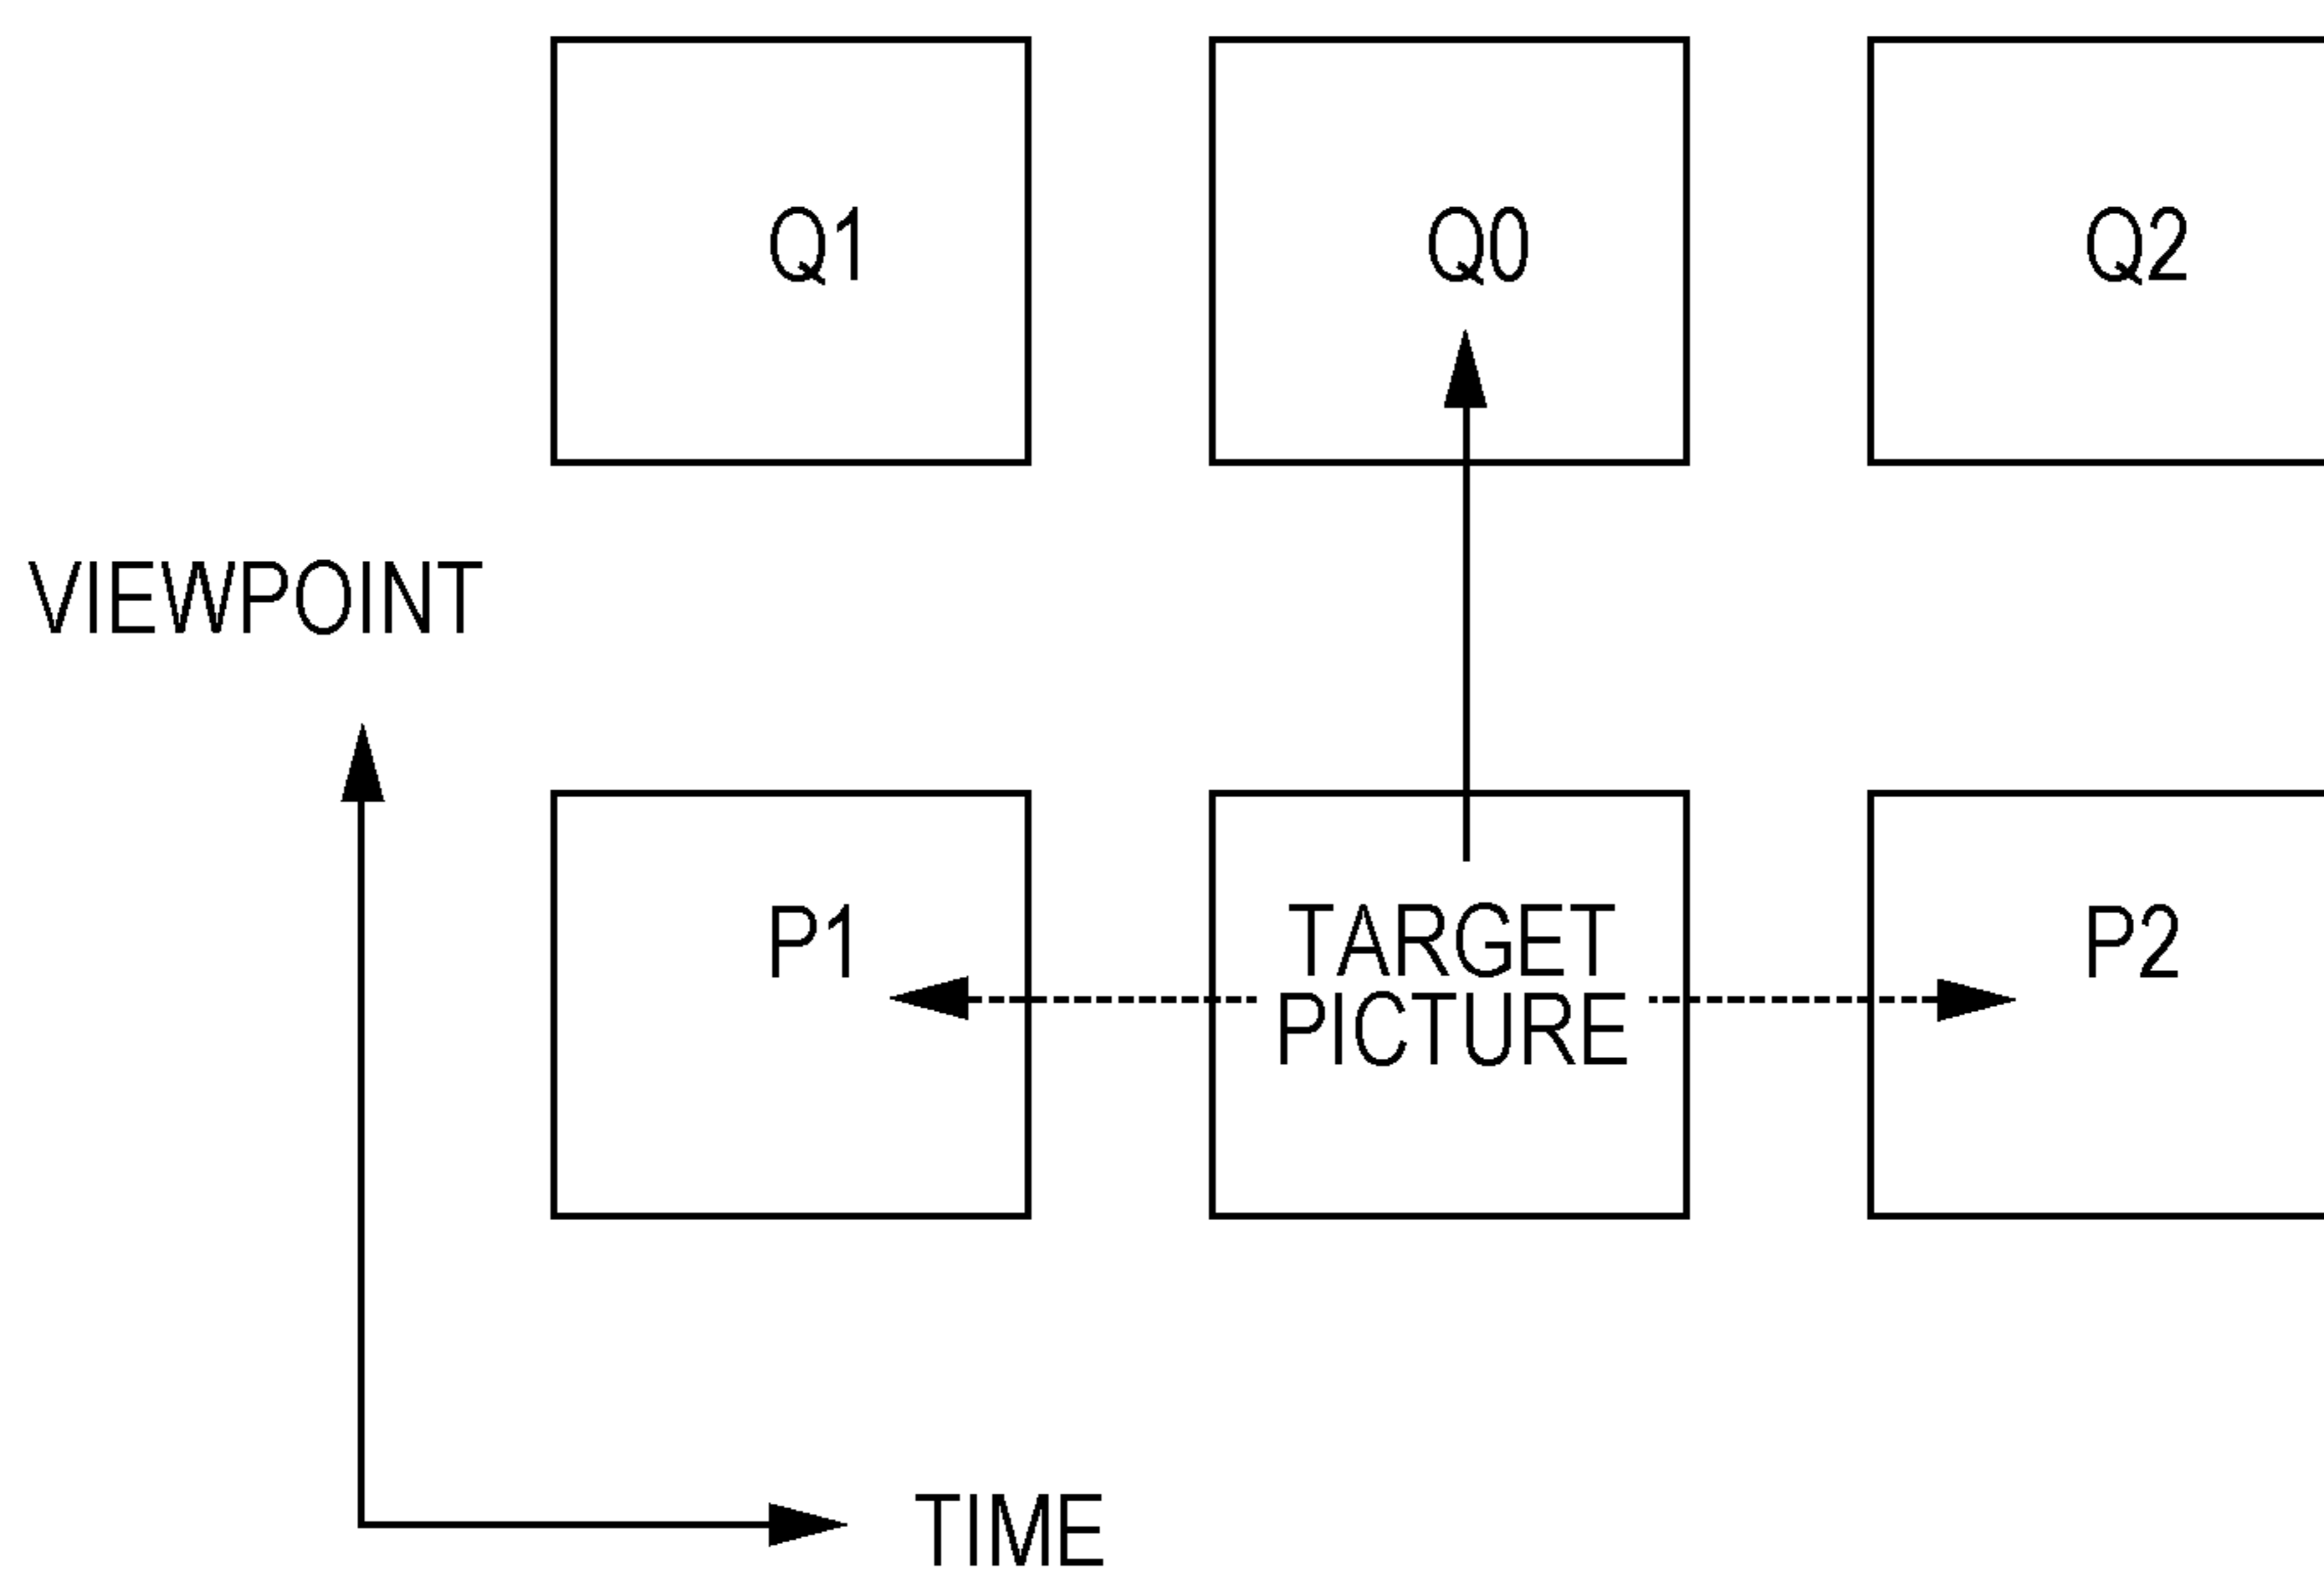 Q1
Q0
Q2
VIEWPOINT
P1
TARGET
PICTURE
P2
TIME